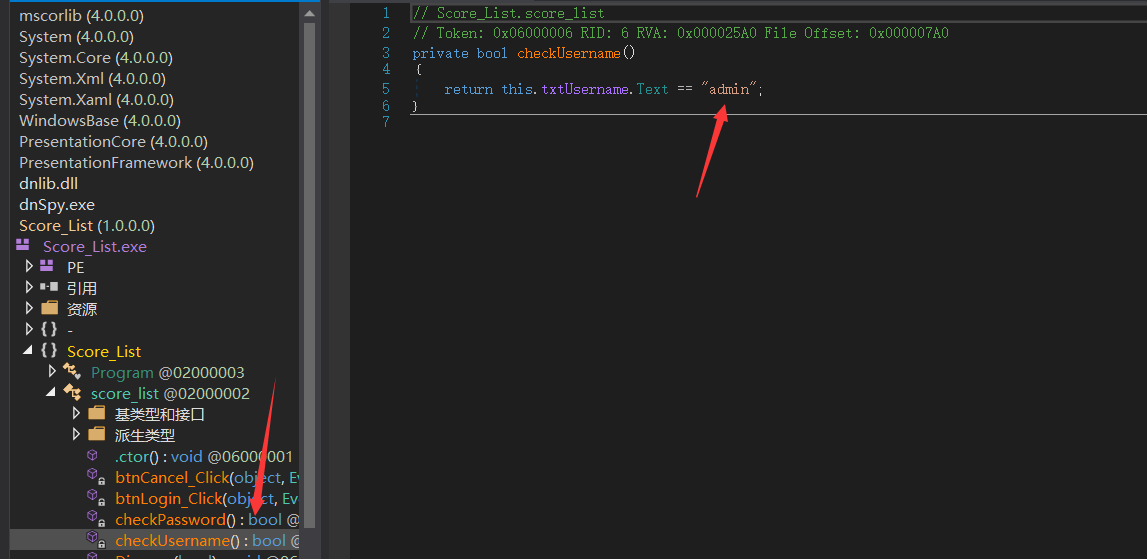 mscorlib (4.0.0.0)
System (4.0.0.0)
System.Core (4.0.0.0)
System.Xml (4.0.0.0)
System.Xaml (4.0.0.0)
WindowsBase (4.0.0.0)
PresentationCore (4.0.0.0)
PresentationFramework (4.0.0.0)
dnlib.dll
dnSpy.exe
Score_List (1.0.0.0)
Score_List.exe
PE
引用
资源
{ } -
{ } Score_List
Program @02000003
score_list @02000002
基类型和接口
派生类型
.ctor() : void @06000001
btnCancel_Click(object, Ev
btnLogin_Click(object, Ev
checkPassword() : bool @
checkUsername() : bool @
1 // Score_List.score_list
2 // Token: 0x06000006 RID: 6 RVA: 0x000025A0 File Offset: 0x000007A0
3 private bool checkUsername()
4 {
5 return this.txtUsername.Text == "admin";
6 }
7